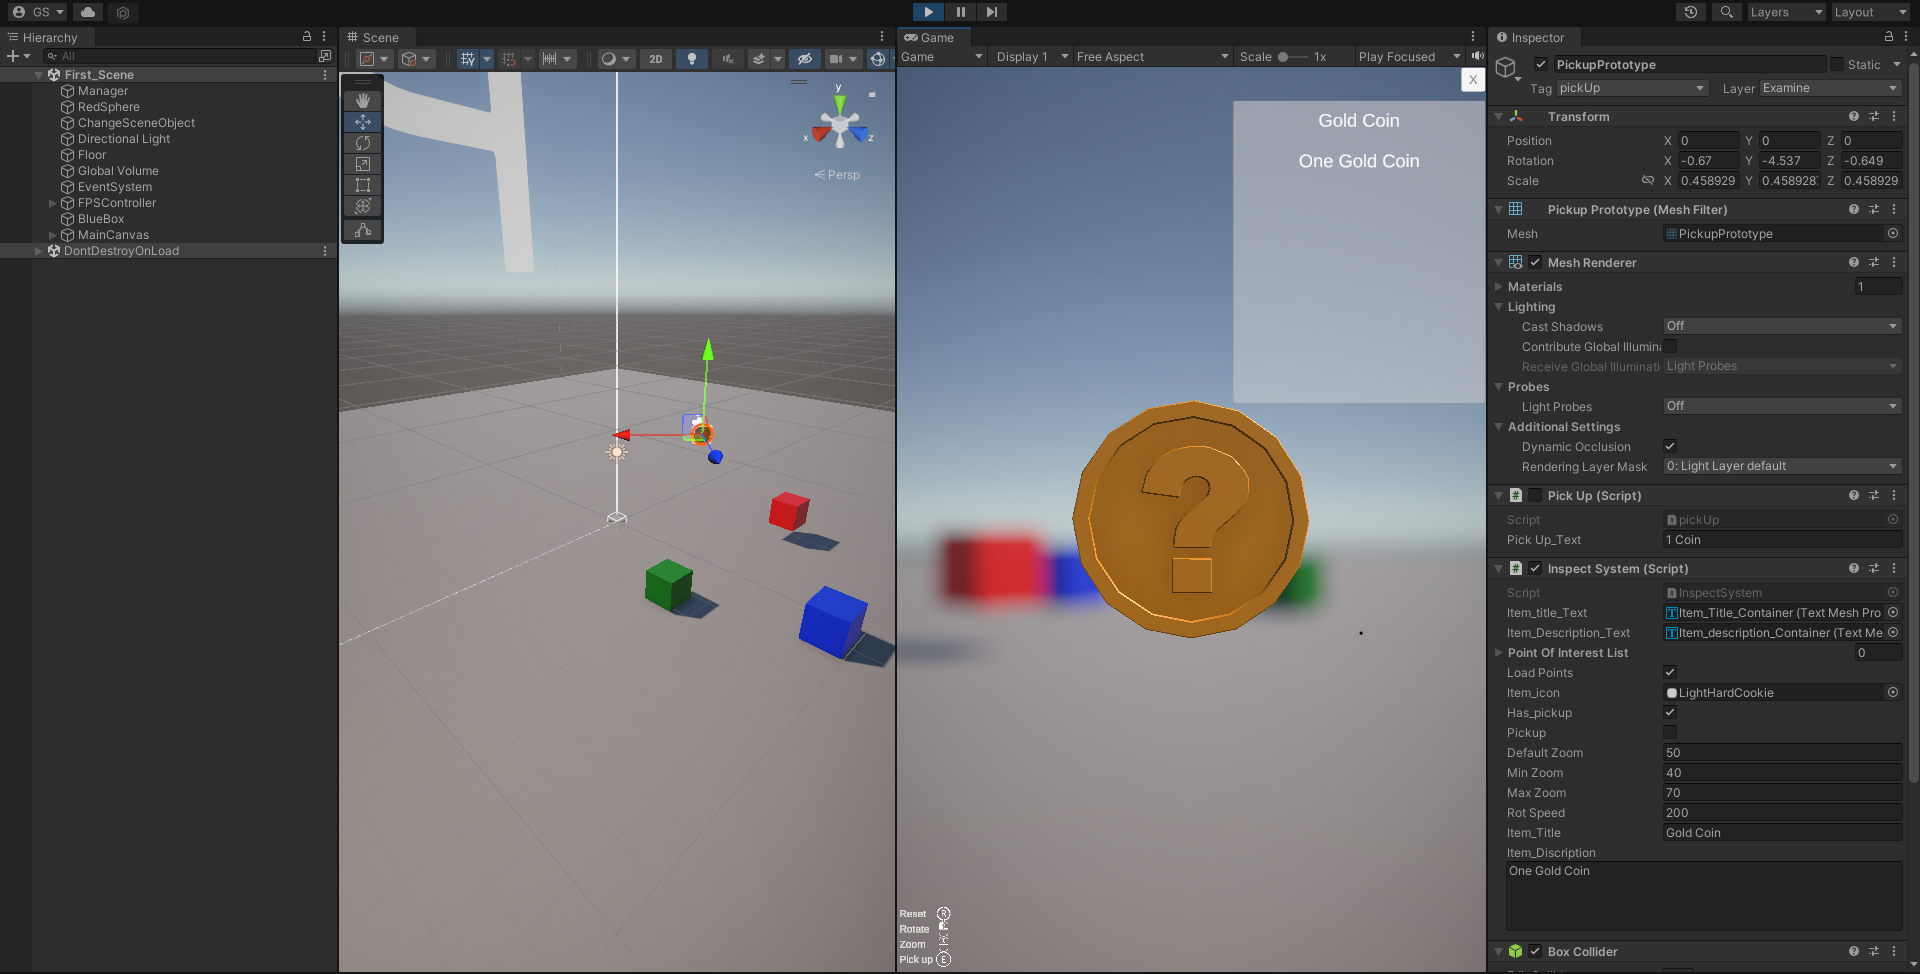 GS
Layers
Layout
Hierarchy
All
First_Scene
Manager
RedSphere
ChangeSceneObject
Directional Light
Floor
Global Volume
EventSystem
FPSController
BlueBox
MainCanvas
DontDestroyOnLoad
Scene
2D
y
x
z
Persp
Game
Game
Display 1
Free Aspect
Scale
1x
Play Focused
X
Gold Coin
One Gold Coin
?
Reset R
Rotate
Zoom
Pick up E
Inspector
PickupPrototype
Static
Tag pickUp
Layer Examine
Transform
Position X 0 Y 0 Z 0
Rotation X -0.67 Y -4.537 Z -0.649
Scale X 0.458929 Y 0.458928 Z 0.458929
Pickup Prototype (Mesh Filter)
Mesh PickupPrototype
Mesh Renderer
Materials 1
Lighting
Cast Shadows Off
Contribute Global Illumin
Receive Global Illuminati Light Probes
Probes
Light Probes Off
Additional Settings
Dynamic Occlusion
Rendering Layer Mask 0: Light Layer default
# Pick Up (Script)
Script pickUp
Pick Up_Text 1 Coin
# Inspect System (Script)
Script InspectSystem
Item_title_Text Item_Title_Container (Text Mesh Pro
Item_Description_Text Item_description_Container (Text Me
Point Of Interest List 0
Load Points
Item_icon LightHardCookie
Has_pickup
Pickup
Default Zoom 50
Min Zoom 40
Max Zoom 70
Rot Speed 200
Item_Title Gold Coin
Item_Discription
One Gold Coin
Box Collider